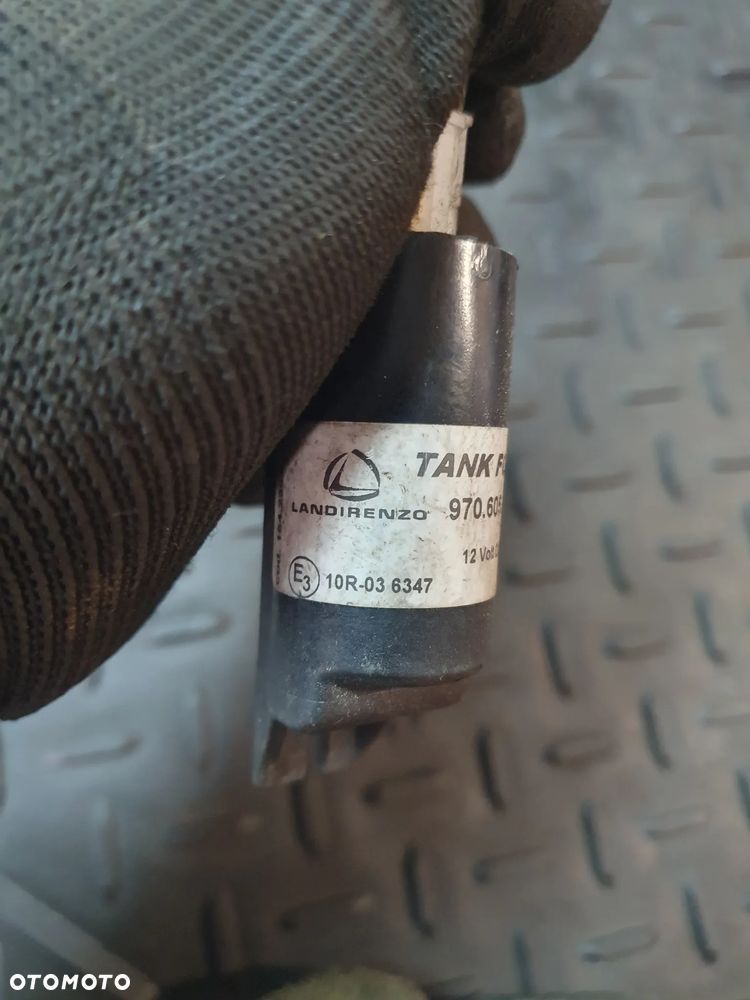 TANK
LANDIRENZO
970.60
12 Volt
E3 10R-03 6347
OTOMOTO